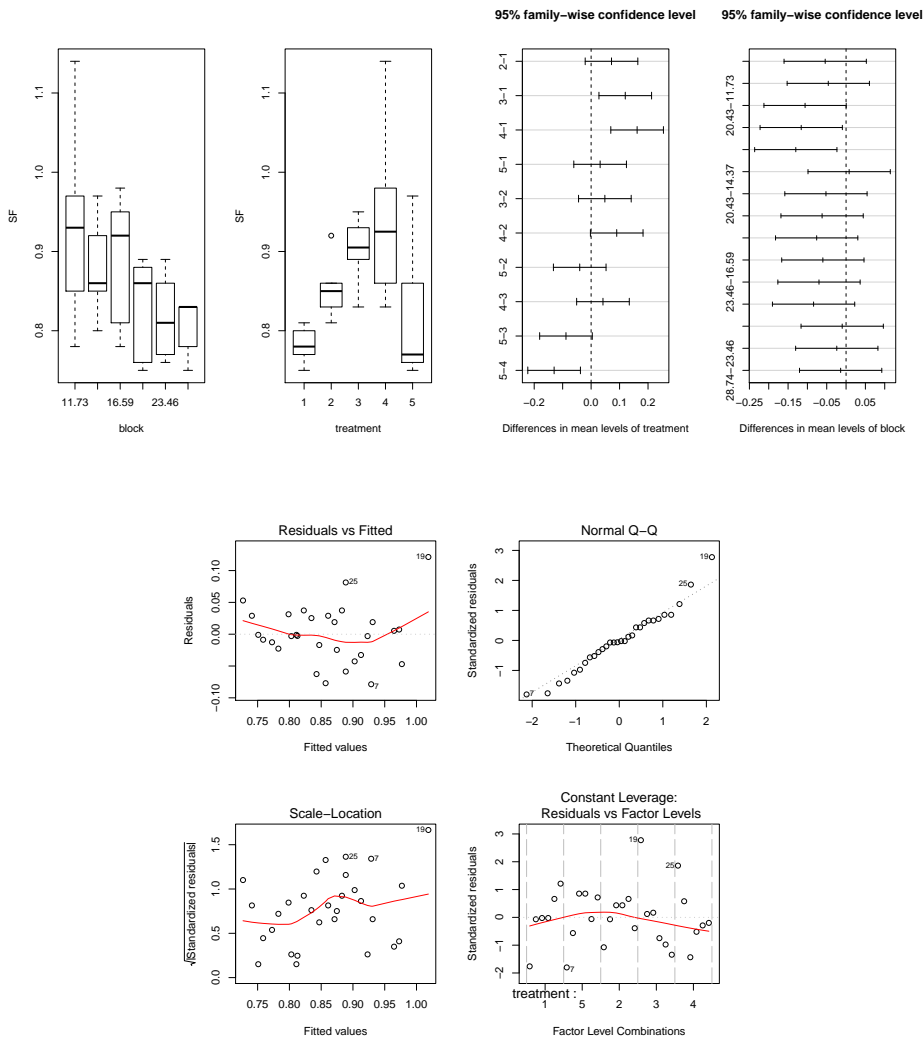 95% family−wise confidence level
95% family−wise confidence level
SF
0.8 0.9 1.0 1.1
11.73 16.59 23.46
block
SF
0.8 0.9 1.0 1.1
1 2 3 4 5
treatment
2−1
3−1
4−1
5−1
3−2
4−2
5−2
4−3
5−3
5−4
−0.2 0.0 0.2
Differences in mean levels of treatment
20.43−11.73
20.43−14.37
23.46−16.59
28.74−23.46
−0.25 −0.15 −0.05 0.05
Differences in mean levels of block
Residuals vs Fitted
Residuals
−0.10 0.00 0.05 0.10
19
25
7
0.75 0.80 0.85 0.90 0.95 1.00
Fitted values
Normal Q−Q
Standardized residuals
−1 0 1 2 3
19
25
7
−2 −1 0 1 2
Theoretical Quantiles
Scale−Location
√|Standardized residuals|
0.0 0.5 1.0 1.5
19
25
7
0.75 0.80 0.85 0.90 0.95 1.00
Fitted values
Constant Leverage:
Residuals vs Factor Levels
Standardized residuals
−2 −1 0 1 2 3
19
25
7
treatment :
1 5 2 3 4
Factor Level Combinations